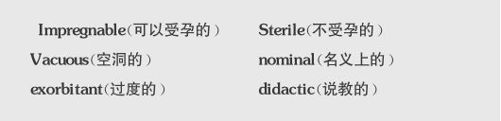 Impregnable(可以受孕的) Sterile(不受孕的)
Vacuous(空洞的) nominal(名义上的)
exorbitant(过度的) didactic(说教的)